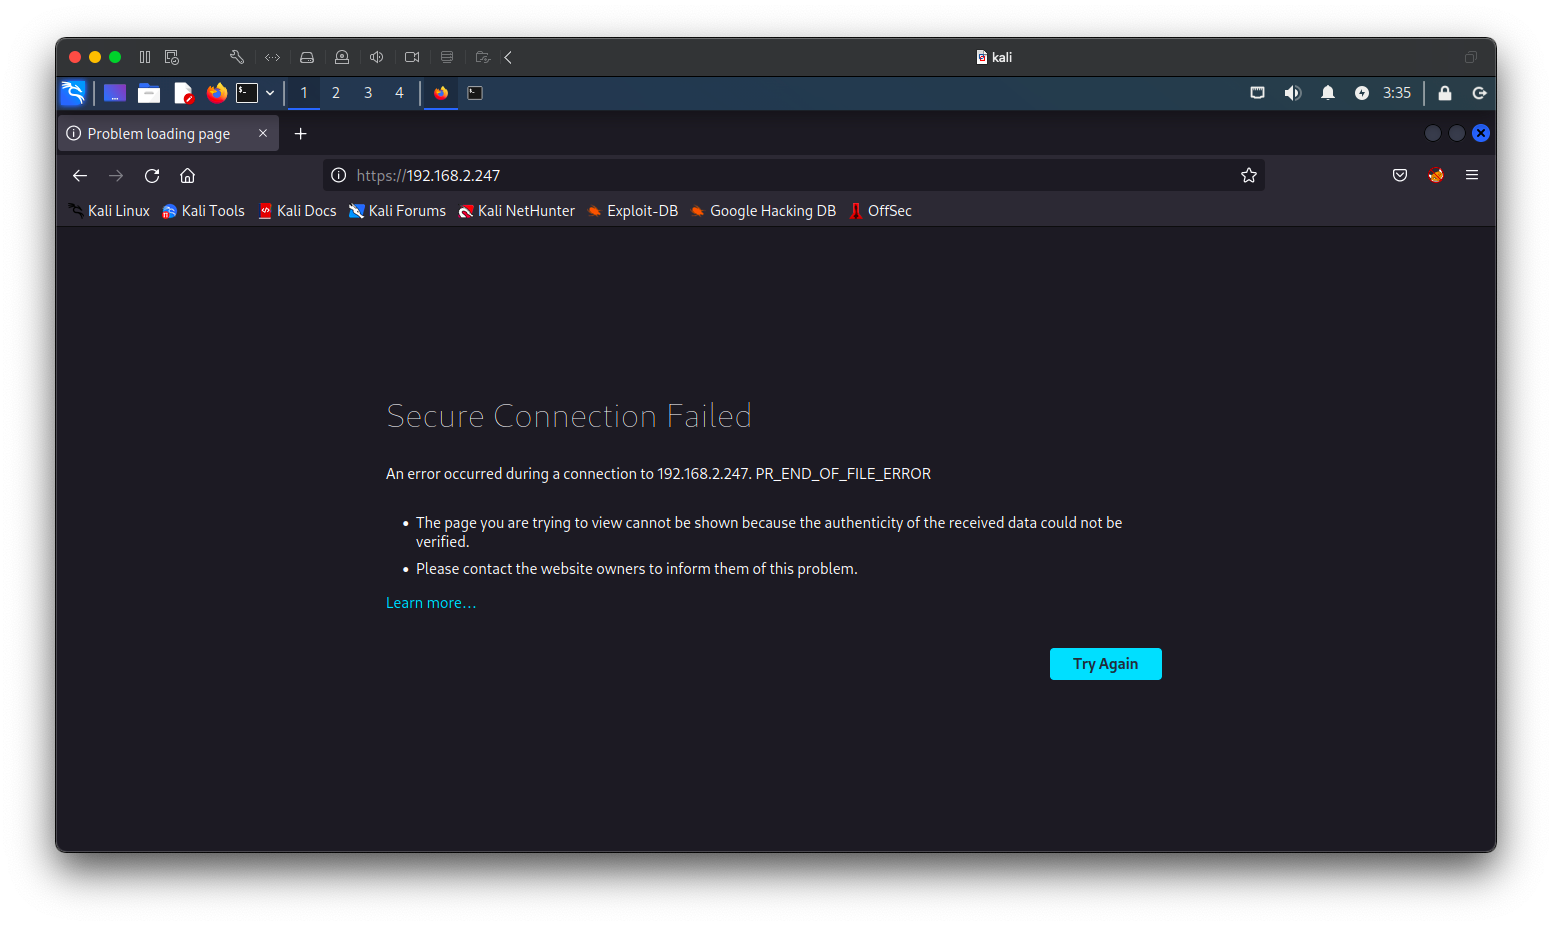 kali
1 2 3 4 3:35
Problem loading page
https://192.168.2.247
Kali Linux Kali Tools Kali Docs Kali Forums Kali NetHunter Exploit-DB Google Hacking DB OffSec
Secure Connection Failed
An error occurred during a connection to 192.168.2.247. PR_END_OF_FILE_ERROR
• The page you are trying to view cannot be shown because the authenticity of the received data could not be
verified.
• Please contact the website owners to inform them of this problem.
Learn more…
Try Again